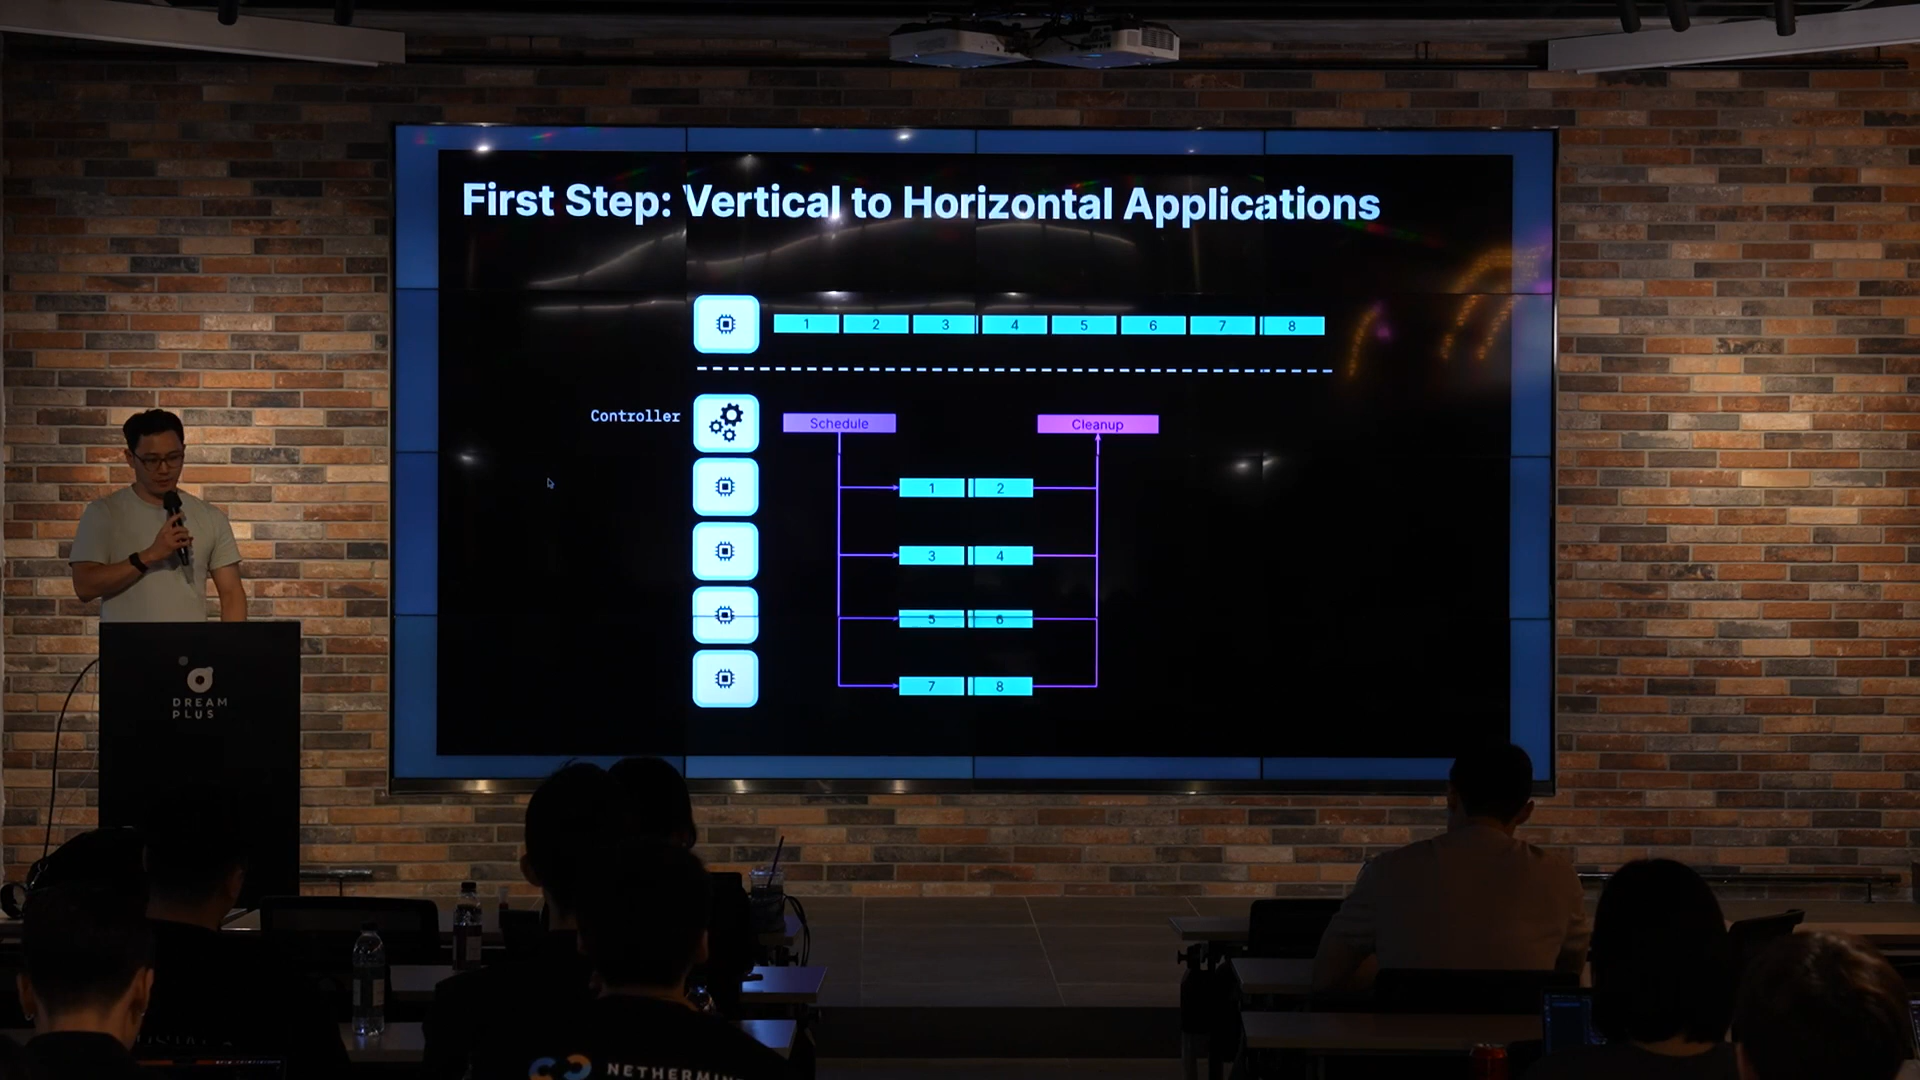 First Step: Vertical to Horizontal Applications
1 2 3 4 5 6 7 8
Controller
Schedule
Cleanup
1 2
3 4
5 6
7 8
DREAM
PLUS